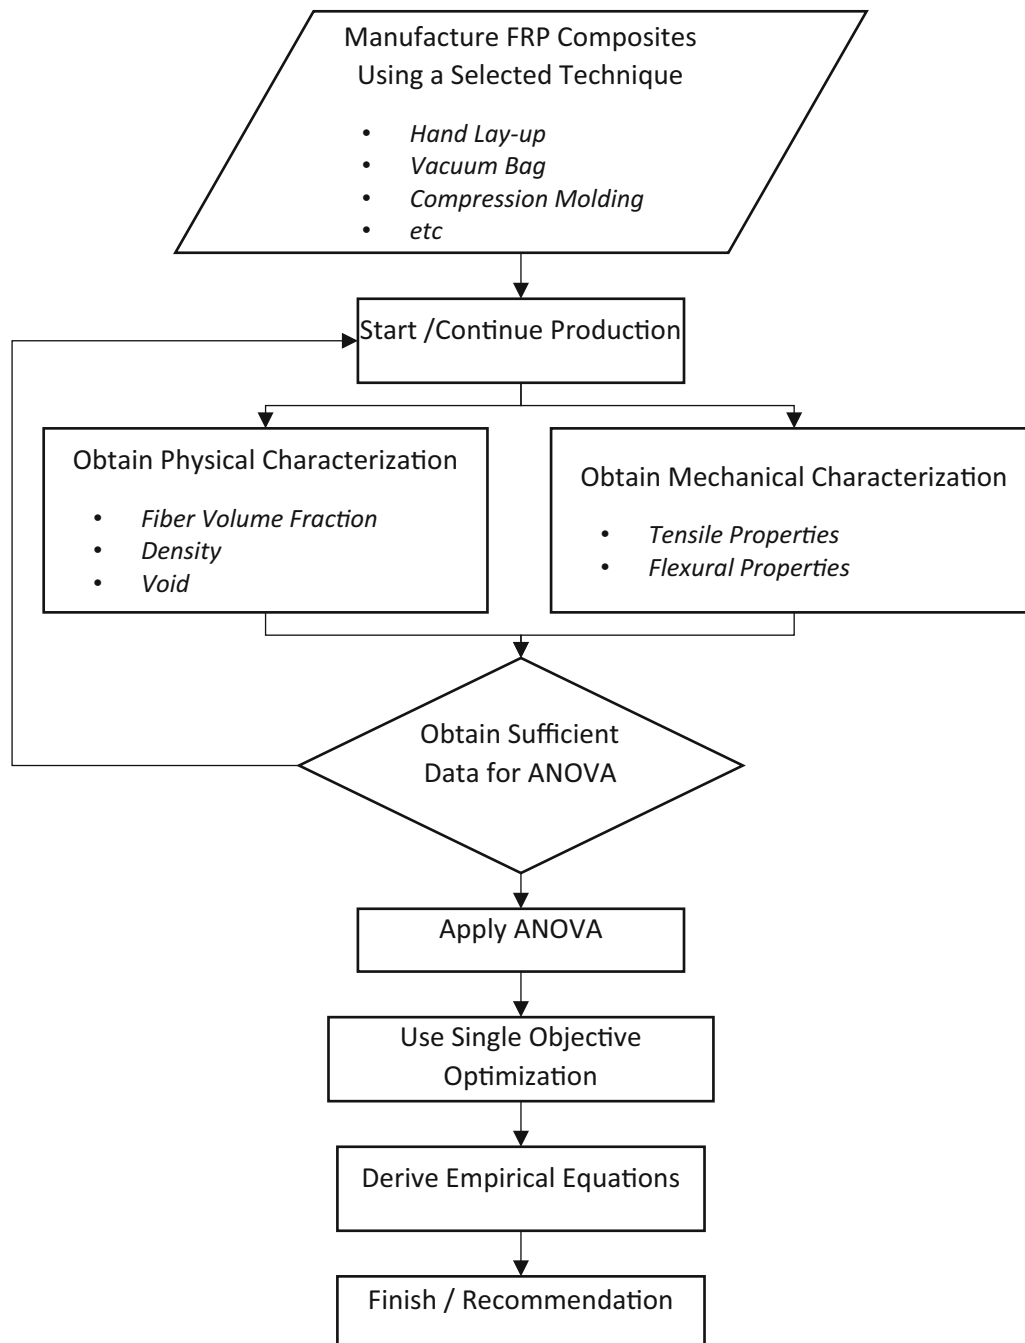 Manufacture FRP Composites
Using a Selected Technique
• Hand Lay-up
• Vacuum Bag
• Compression Molding
• etc
Start /Continue Production
Obtain Physical Characterization
• Fiber Volume Fraction
• Density
• Void
Obtain Mechanical Characterization
• Tensile Properties
• Flexural Properties
Obtain Sufficient
Data for ANOVA
Apply ANOVA
Use Single Objective
Optimization
Derive Empirical Equations
Finish / Recommendation